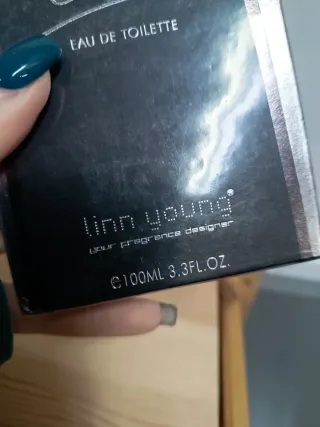 EAU DE TOILETTE
linn young®
your fragrance designer
℮100ML 3.3FL.OZ.